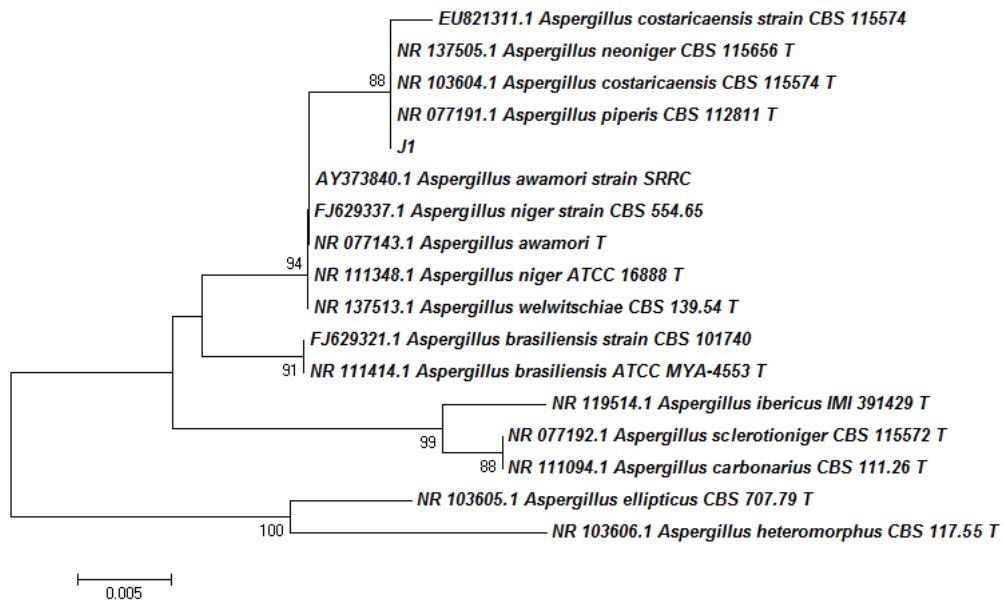 EU821311.1 Aspergillus costaricaensis strain CBS 115574
NR 137505.1 Aspergillus neoniger CBS 115656 T
88
NR 103604.1 Aspergillus costaricaensis CBS 115574 T
NR 077191.1 Aspergillus piperis CBS 112811 T
J1
AY373840.1 Aspergillus awamori strain SRRC
FJ629337.1 Aspergillus niger strain CBS 554.65
NR 077143.1 Aspergillus awamori T
94
NR 111348.1 Aspergillus niger ATCC 16888 T
NR 137513.1 Aspergillus welwitschiae CBS 139.54 T
FJ629321.1 Aspergillus brasiliensis strain CBS 101740
91
NR 111414.1 Aspergillus brasiliensis ATCC MYA-4553 T
NR 119514.1 Aspergillus ibericus IMI 391429 T
99
NR 077192.1 Aspergillus sclerotioniger CBS 115572 T
88
NR 111094.1 Aspergillus carbonarius CBS 111.26 T
NR 103605.1 Aspergillus ellipticus CBS 707.79 T
100
NR 103606.1 Aspergillus heteromorphus CBS 117.55 T
0.005